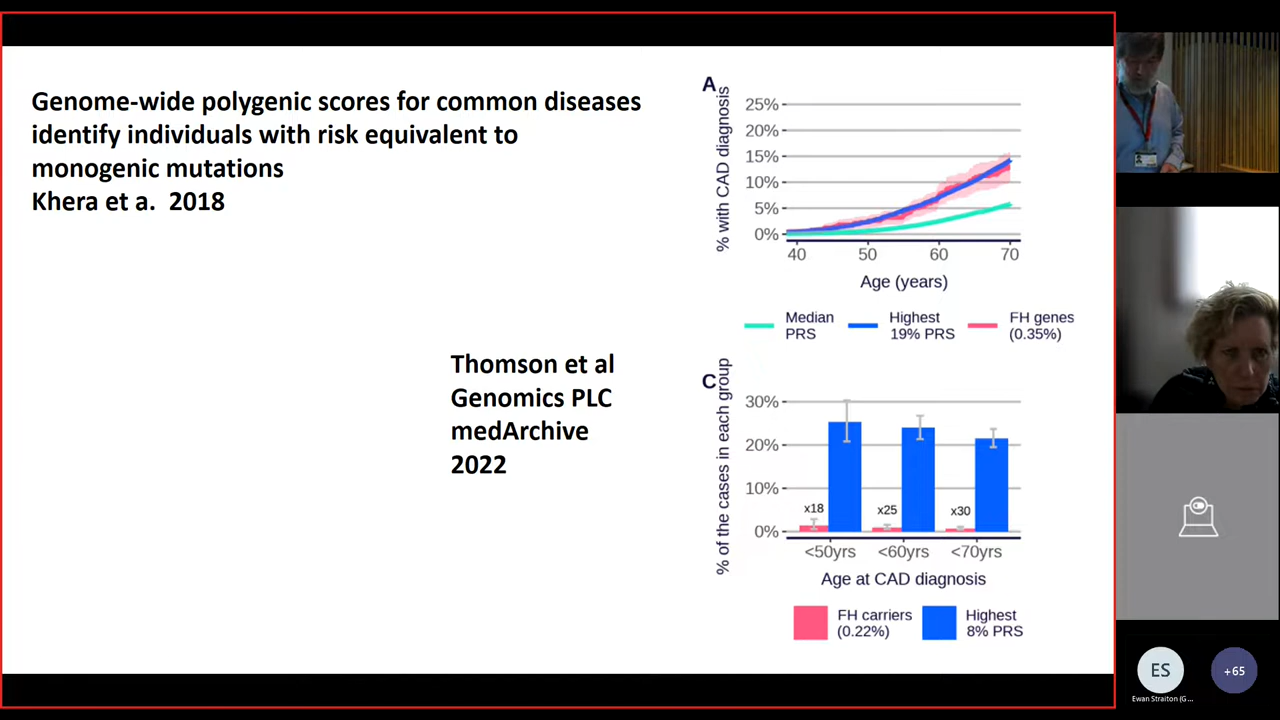 Genome-wide polygenic scores for common diseases
identify individuals with risk equivalent to
monogenic mutations
Khera et a.  2018
Thomson et al
Genomics PLC
medArchive
2022
A
% with CAD diagnosis
25%
20%
15%
10%
5%
0%
40 50 60 70
Age (years)
Median
PRS
Highest
19% PRS
FH genes
(0.35%)
C
% of the cases in each group
30%
20%
10%
0%
x18 x25 x30
<50yrs <60yrs <70yrs
Age at CAD diagnosis
FH carriers
(0.22%)
Highest
8% PRS
ES
+65
Ewan Straiton (G...